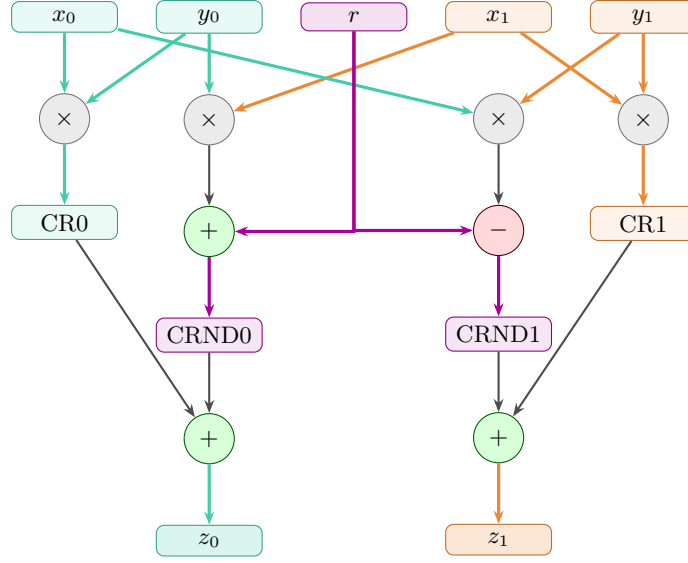 x₀ y₀ r x₁ y₁
× × × ×
CR0 + − CR1
CRND0 CRND1
+ +
z₀ z₁